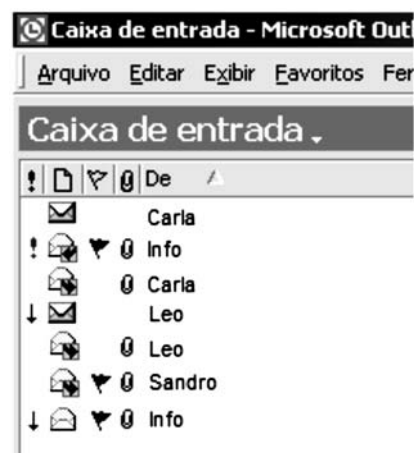 Caixa de entrada - Microsoft Outl
Arquivo Editar Exibir Favoritos Fer
Caixa de entrada
! De
Carla
! Info
Carla
Leo
Leo
Sandro
Info